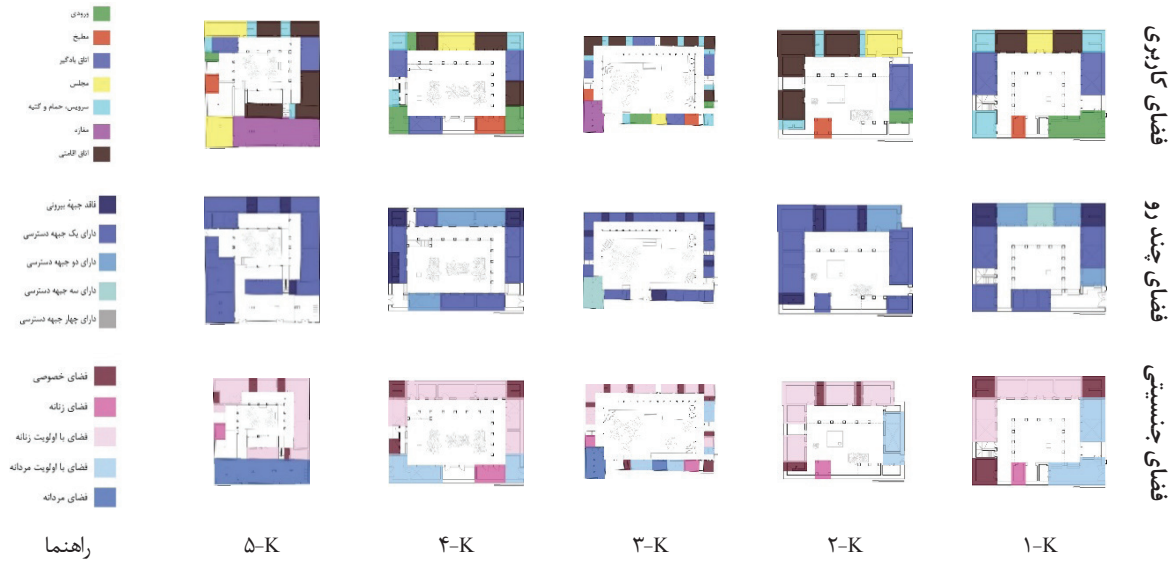 فضای کاربری
ورودی
مطبخ
اتاق بادگیر
مجلس
سرویس، حمام و گتیه
مغازه
اتاق اقامتی
فضای چند رو
فاقد جبههٔ بیرونی
دارای یک جبهه دسترسی
دارای دو جبهه دسترسی
دارای سه جبهه دسترسی
دارای چهار جبهه دسترسی
فضای جنسیتی
فضای خصوصی
فضای زنانه
فضای با اولویت زنانه
فضای با اولویت مردانه
فضای مردانه
۱-K
۲-K
۳-K
۴-K
۵-K
راهنما